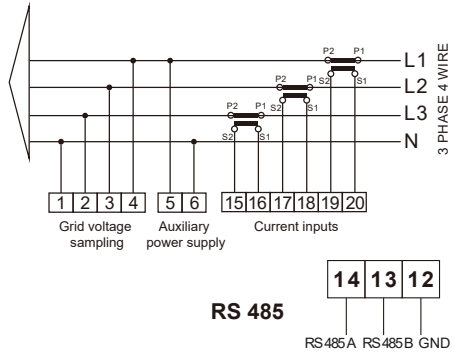 P2 P1
L1
P2 P1 S2 S1
L2
P2 P1 S2 S1
L3
S2 S1
N
3 PHASE 4 WIRE
1 2 3 4 5 6 15 16 17 18 19 20
Grid voltage sampling
Auxiliary power supply
Current inputs
14 13 12
RS 485
RS485A RS485B GND